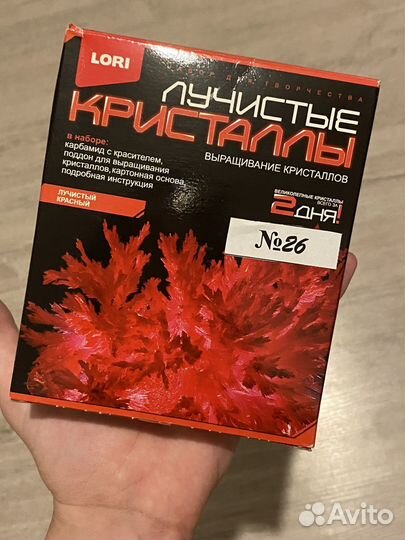 LORI
НАБОР ДЛЯ ТВОРЧЕСТВА
ЛУЧИСТЫЕ
КРИСТАЛЛЫ
ВЫРАЩИВАНИЕ КРИСТАЛЛОВ
в наборе:
карбамид с красителем,
поддон для выращивания
кристаллов, картонная основа,
подробная инструкция
ЛУЧИСТЫЙ
КРАСНЫЙ
ВЕЛИКОЛЕПНЫЕ КРИСТАЛЛЫ
ВСЕГО ЗА
2 ДНЯ!
№26
Avito